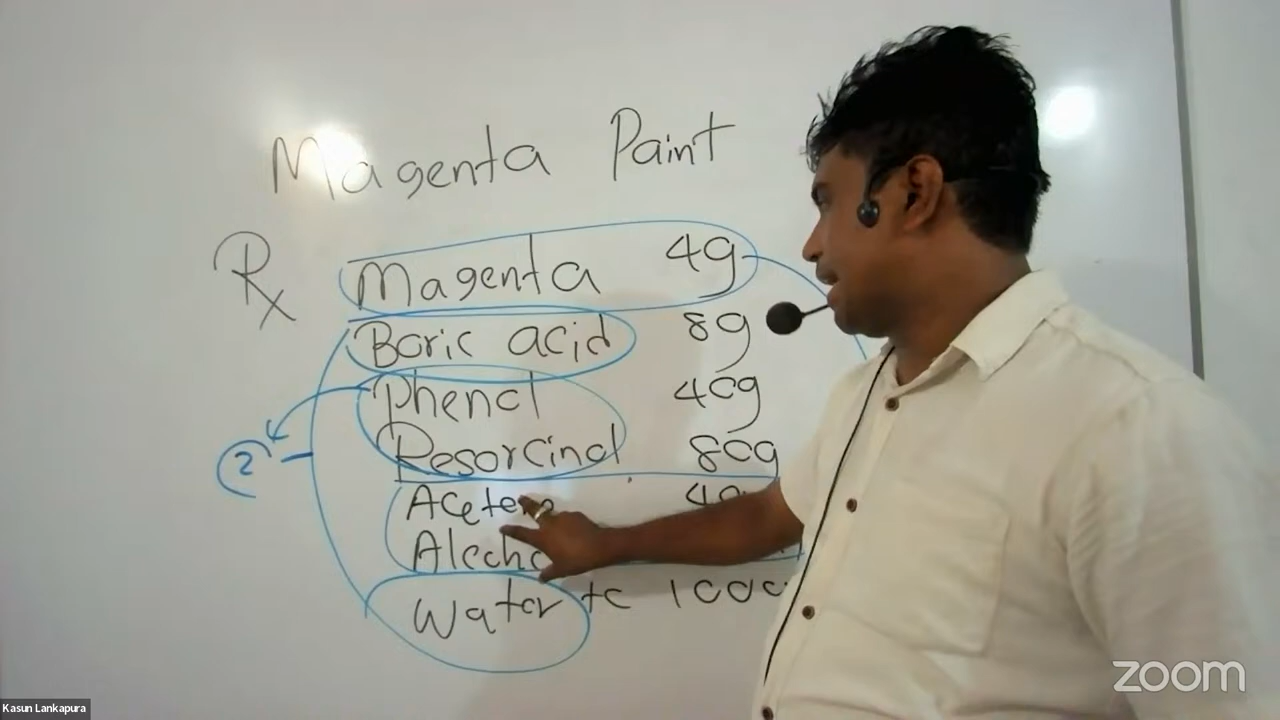 Magenta Paint
Rx Magenta 4g
Boric acid 8g
Phenol 40g
2 Resorcinol 80g
Acetone
Water to 1000
zoom
Kasun Lankapura